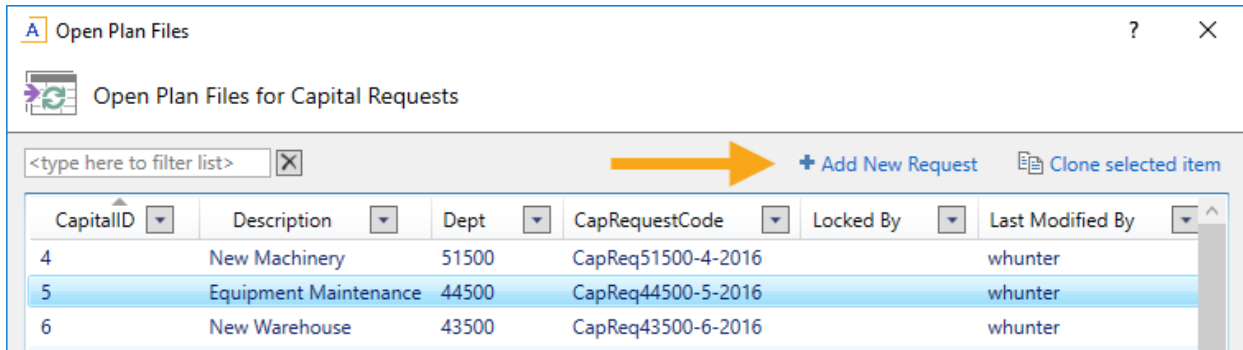 A Open Plan Files ?
Open Plan Files for Capital Requests
<type here to filter list> + Add New Request Clone selected item
CapitalID Description Dept CapRequestCode Locked By Last Modified By
4 New Machinery 51500 CapReq51500-4-2016 whunter
5 Equipment Maintenance 44500 CapReq44500-5-2016 whunter
6 New Warehouse 43500 CapReq43500-6-2016 whunter